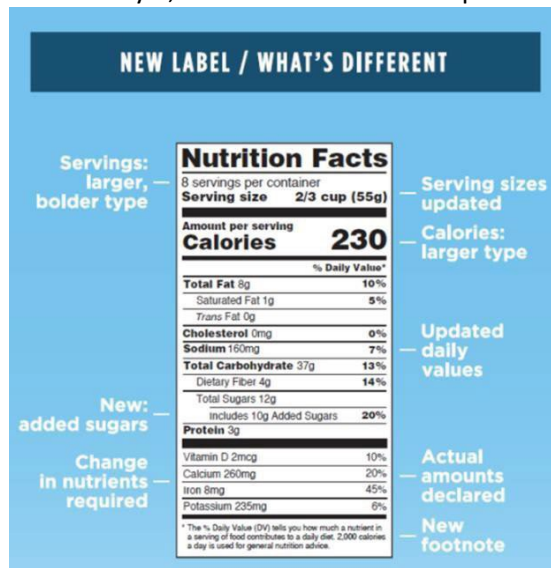 NEW LABEL / WHAT'S DIFFERENT
Servings:
larger,
bolder type
Nutrition Facts
8 servings per container
Serving size 2/3 cup (55g)
Amount per serving
Calories 230
% Daily Value*
Total Fat 8g 10%
Saturated Fat 1g 5%
Trans Fat 0g
Cholesterol 0mg 0%
Sodium 160mg 7%
Total Carbohydrate 37g 13%
Dietary Fiber 4g 14%
Total Sugars 12g
Includes 10g Added Sugars 20%
Protein 3g
Vitamin D 2mcg 10%
Calcium 260mg 20%
Iron 8mg 45%
Potassium 235mg 6%
* The % Daily Value (DV) tells you how much a nutrient in
a serving of food contributes to a daily diet. 2,000 calories
a day is used for general nutrition advice.
New:
added sugars
Change
in nutrients
required
Serving sizes
updated
Calories:
larger type
Updated
daily
values
Actual
amounts
declared
New
footnote